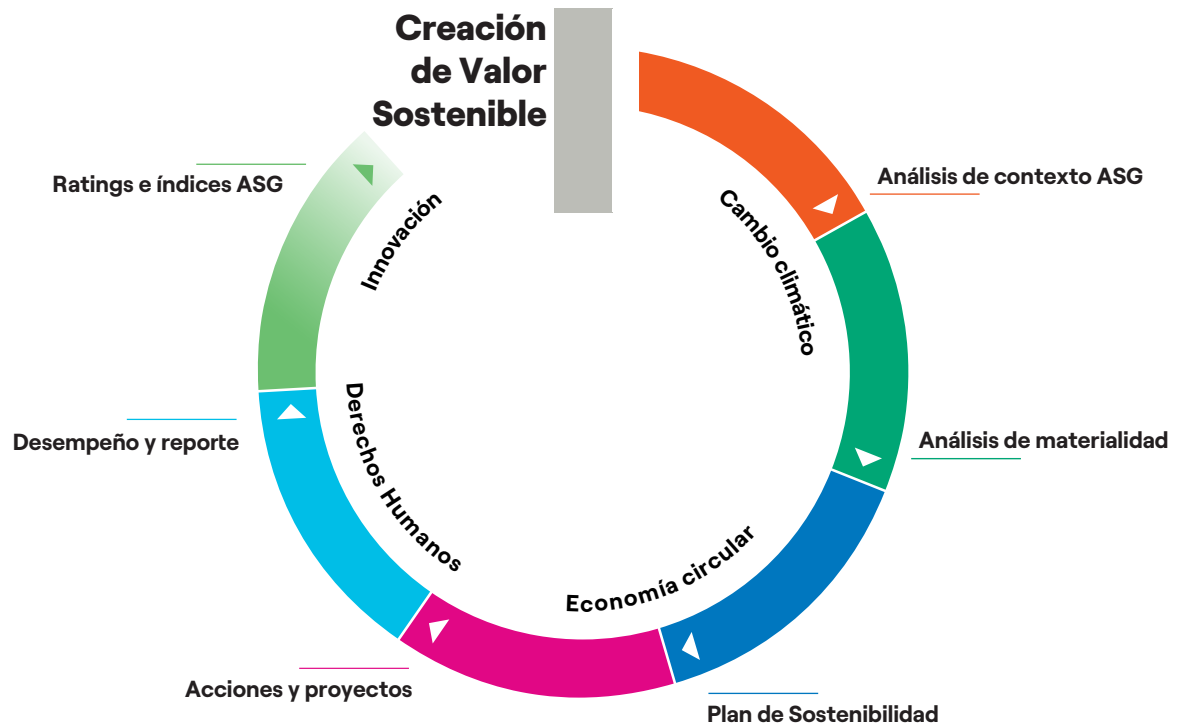 Creación
de Valor
Sostenible
Análisis de contexto ASG
Cambio climático
Análisis de materialidad
Economía circular
Plan de Sostenibilidad
Acciones y proyectos
Derechos Humanos
Desempeño y reporte
Innovación
Ratings e índices ASG